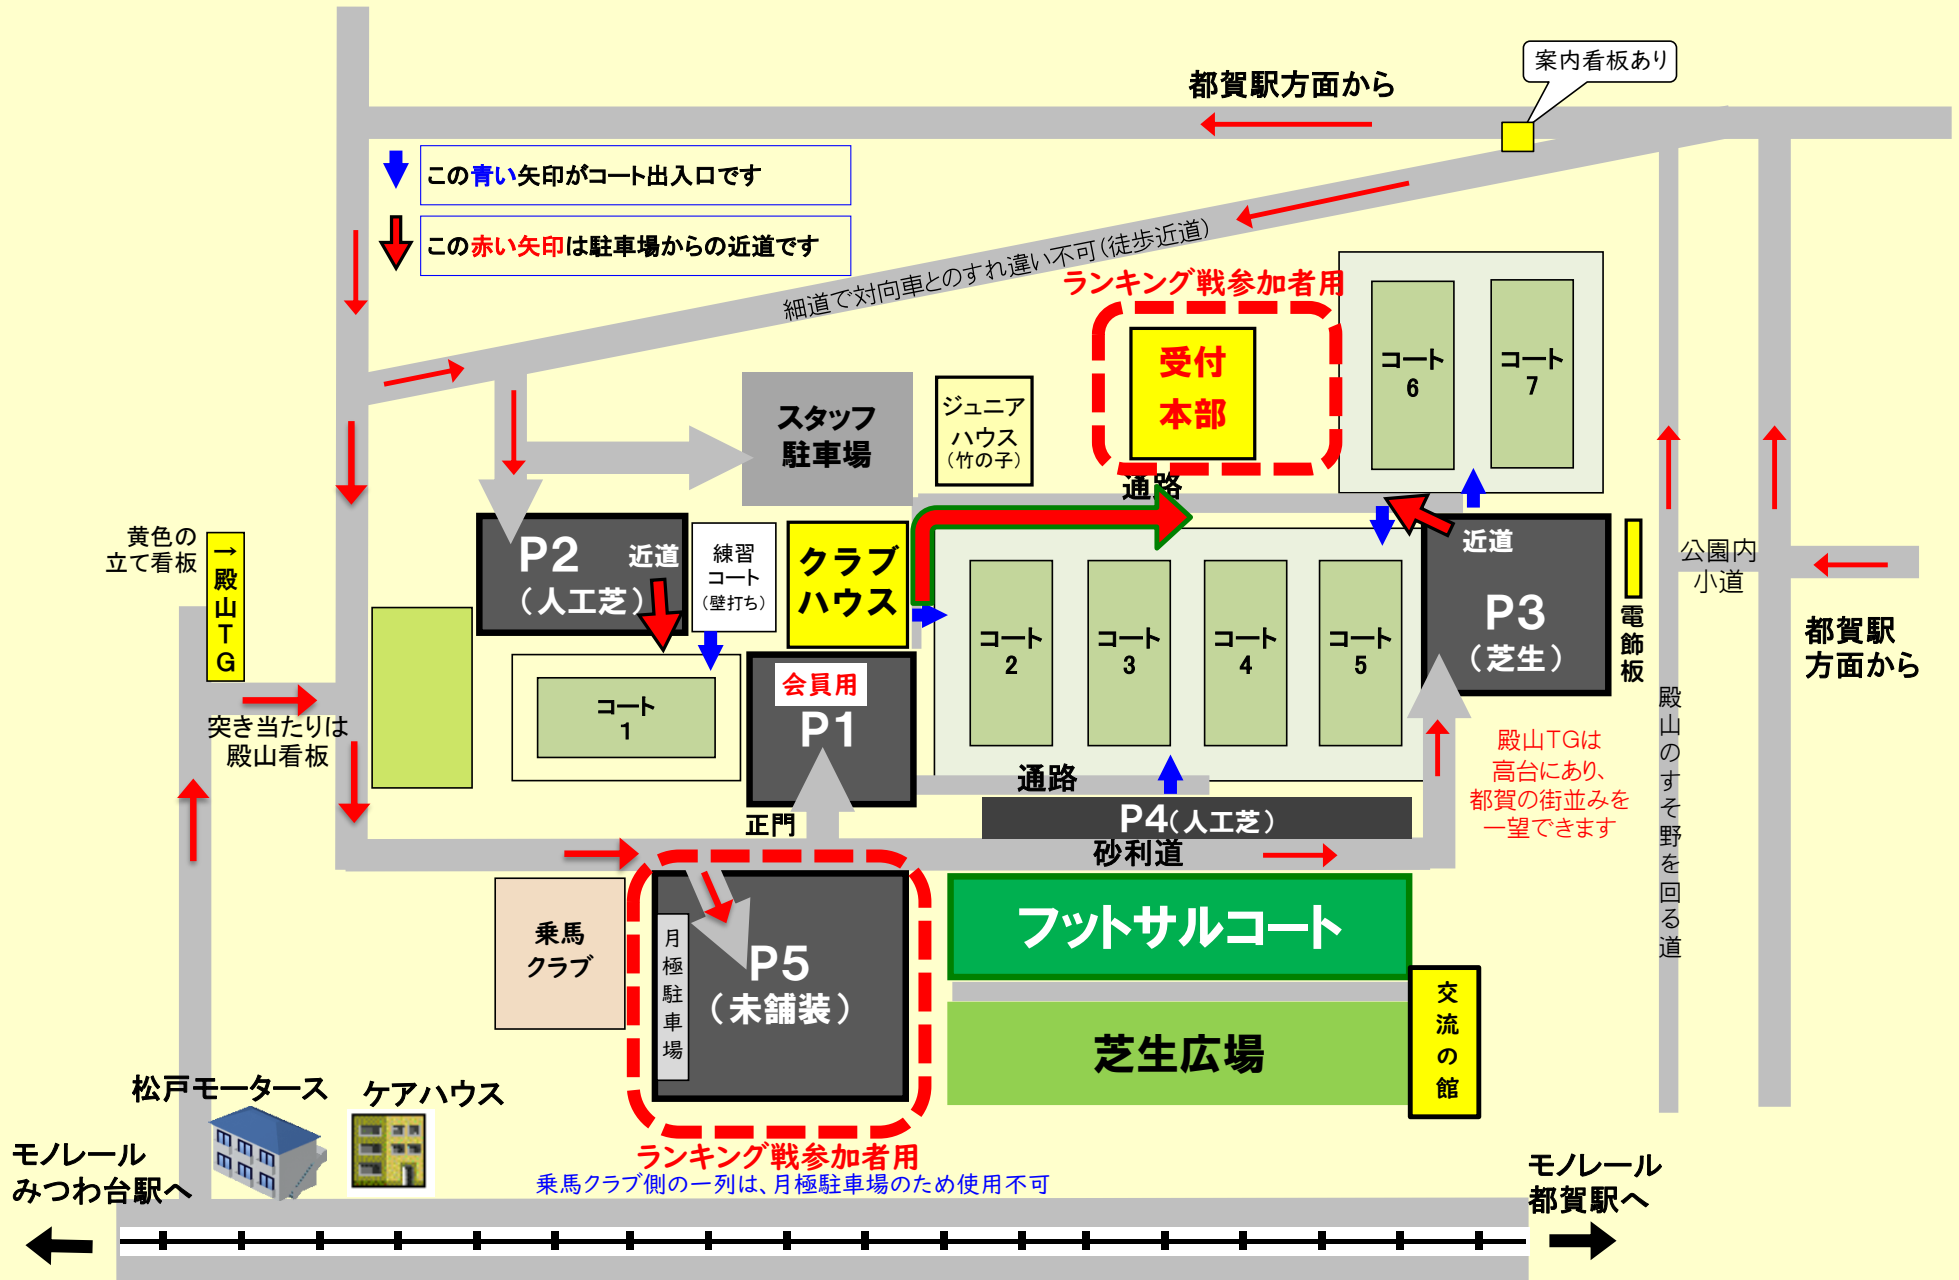 案内看板あり
都賀駅方面から
この青い矢印がコート出入口です
この赤い矢印は駐車場からの近道です
細道で対向車とのすれ違い不可（徒歩近道）
ランキング戦参加者用
受付
本部
コート
6
コート
7
スタッフ
駐車場
ジュニア
ハウス
（竹の子）
通路
黄色の
立て看板
→殿山TG
P2
（人工芝）
近道
練習
コート
（壁打ち）
クラブ
ハウス
近道
P3
（芝生）
電飾板
公園内
小道
都賀駅
方面から
コート
1
会員用
P1
コート
2
コート
3
コート
4
コート
5
突き当たりは
殿山看板
殿山のすそ野を回る道
殿山TGは
高台にあり、
都賀の街並みを
一望できます
通路
正門
P4（人工芝）
砂利道
乗馬
クラブ
月極駐車場
P5
（未舗装）
フットサルコート
芝生広場
交流の館
松戸モータース
ケアハウス
ランキング戦参加者用
乗馬クラブ側の一列は、月極駐車場のため使用不可
モノレール
みつわ台駅へ
モノレール
都賀駅へ